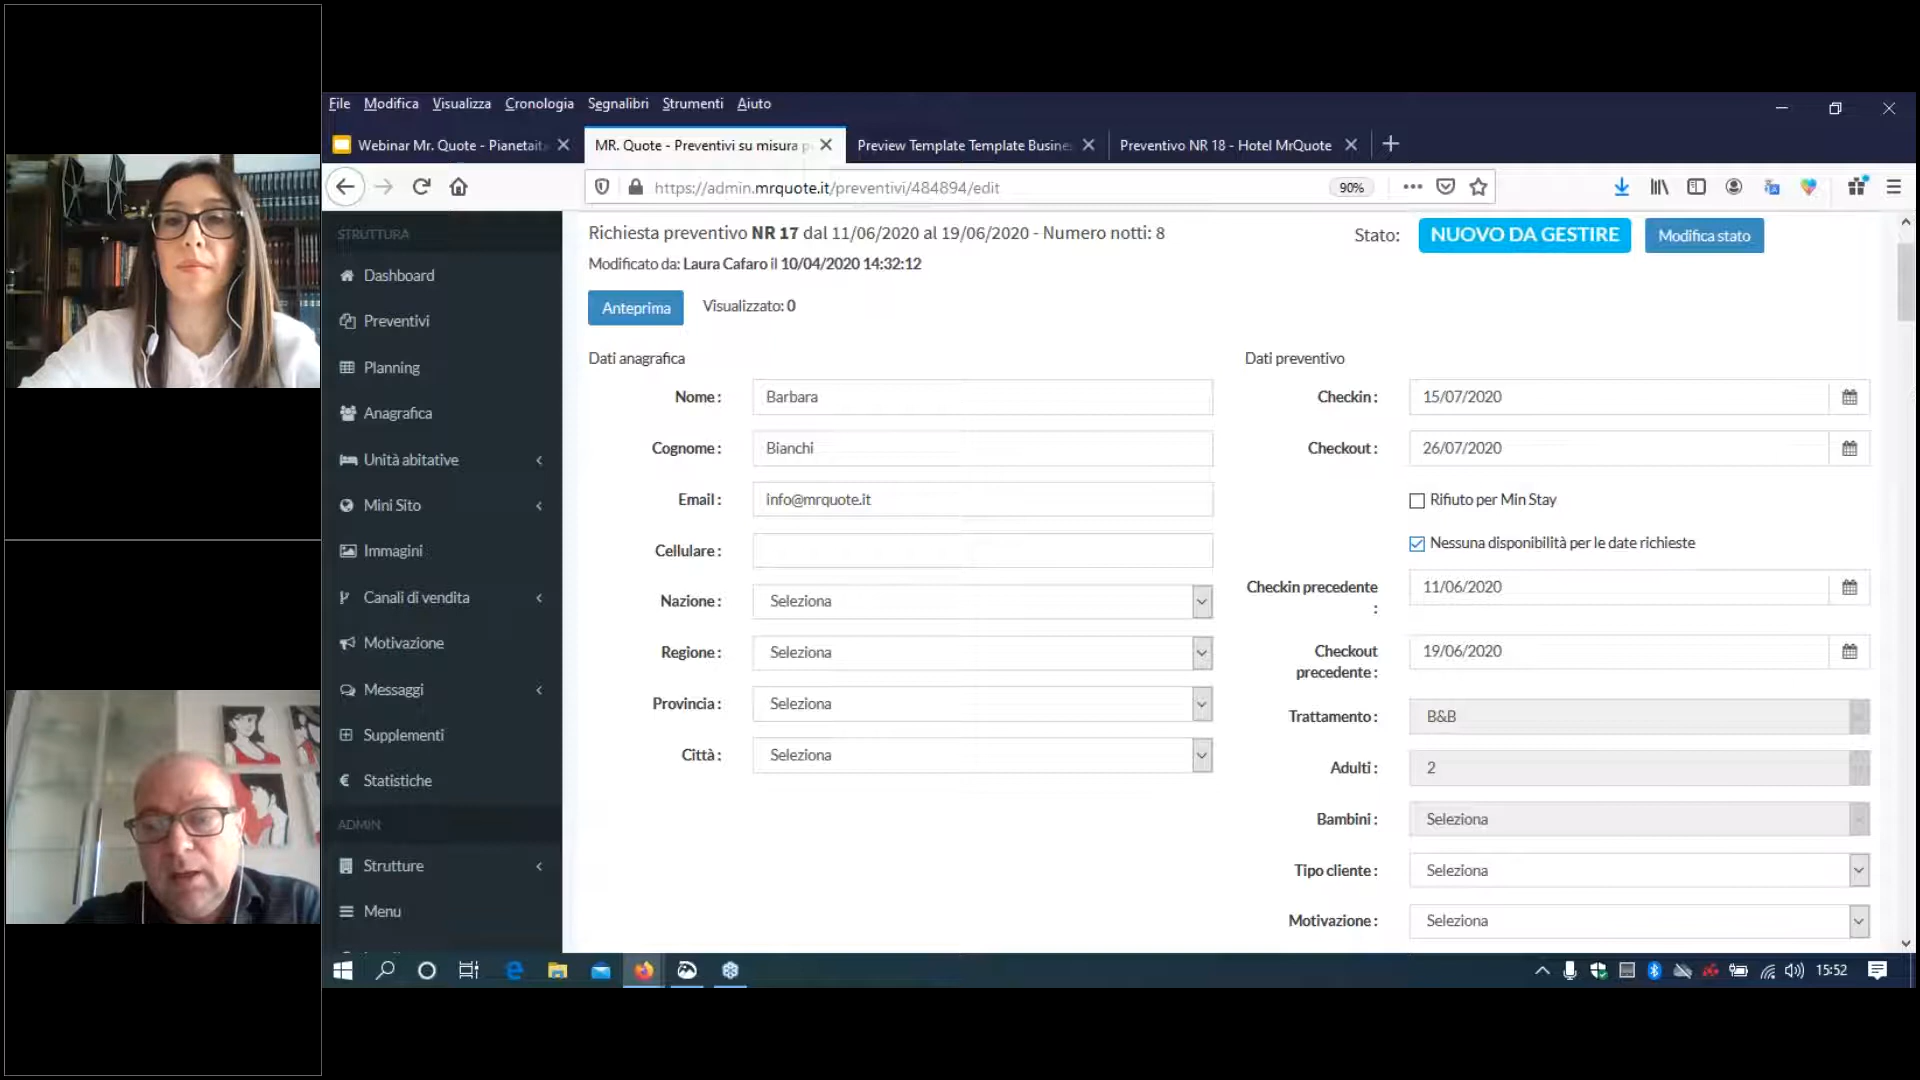 File Modifica Visualizza Cronologia Segnalibri Strumenti Aiuto
Webinar Mr. Quote - Pianetaita
MR. Quote - Preventivi su misura p
Preview Template Template Busine
Preventivo NR 18 - Hotel MrQuote
https://admin.mrquote.it/preventivi/484894/edit
90%
STRUTTURA
Dashboard
Preventivi
Planning
Anagrafica
Unità abitative
Mini Sito
Immagini
Canali di vendita
Motivazione
Messaggi
Supplementi
Statistiche
ADMIN
Strutture
Menu
Richiesta preventivo NR 17 dal 11/06/2020 al 19/06/2020 - Numero notti: 8
Stato: NUOVO DA GESTIRE Modifica stato
Modificato da: Laura Cafaro il 10/04/2020 14:32:12
Anteprima Visualizzato: 0
Dati anagrafica
Nome : Barbara
Cognome : Bianchi
Email : info@mrquote.it
Cellulare :
Nazione : Seleziona
Regione : Seleziona
Provincia : Seleziona
Città : Seleziona
Dati preventivo
Checkin : 15/07/2020
Checkout : 26/07/2020
Rifiuto per Min Stay
Nessuna disponibilità per le date richieste
Checkin precedente : 11/06/2020
Checkout
precedente : 19/06/2020
Trattamento : B&B
Adulti : 2
Bambini : Seleziona
Tipo cliente : Seleziona
Motivazione : Seleziona
15:52